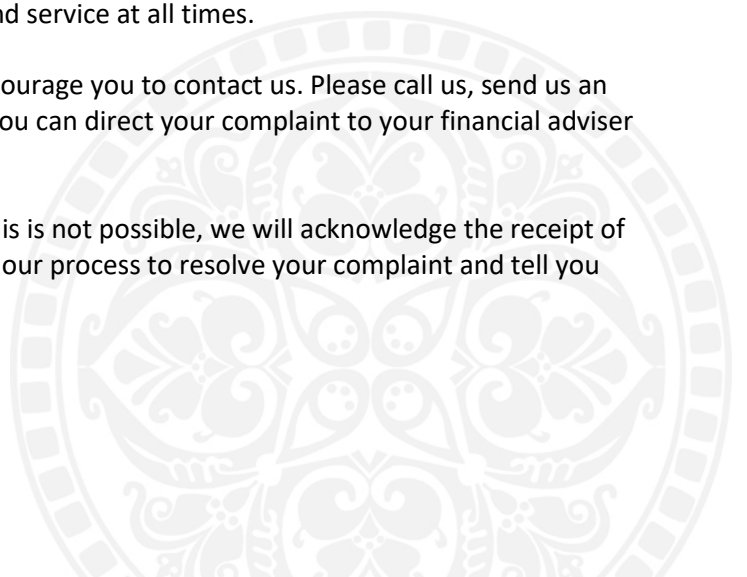 nd service at all times.
ourage you to contact us. Please call us, send us an
ou can direct your complaint to your financial adviser
is is not possible, we will acknowledge the receipt of
our process to resolve your complaint and tell you